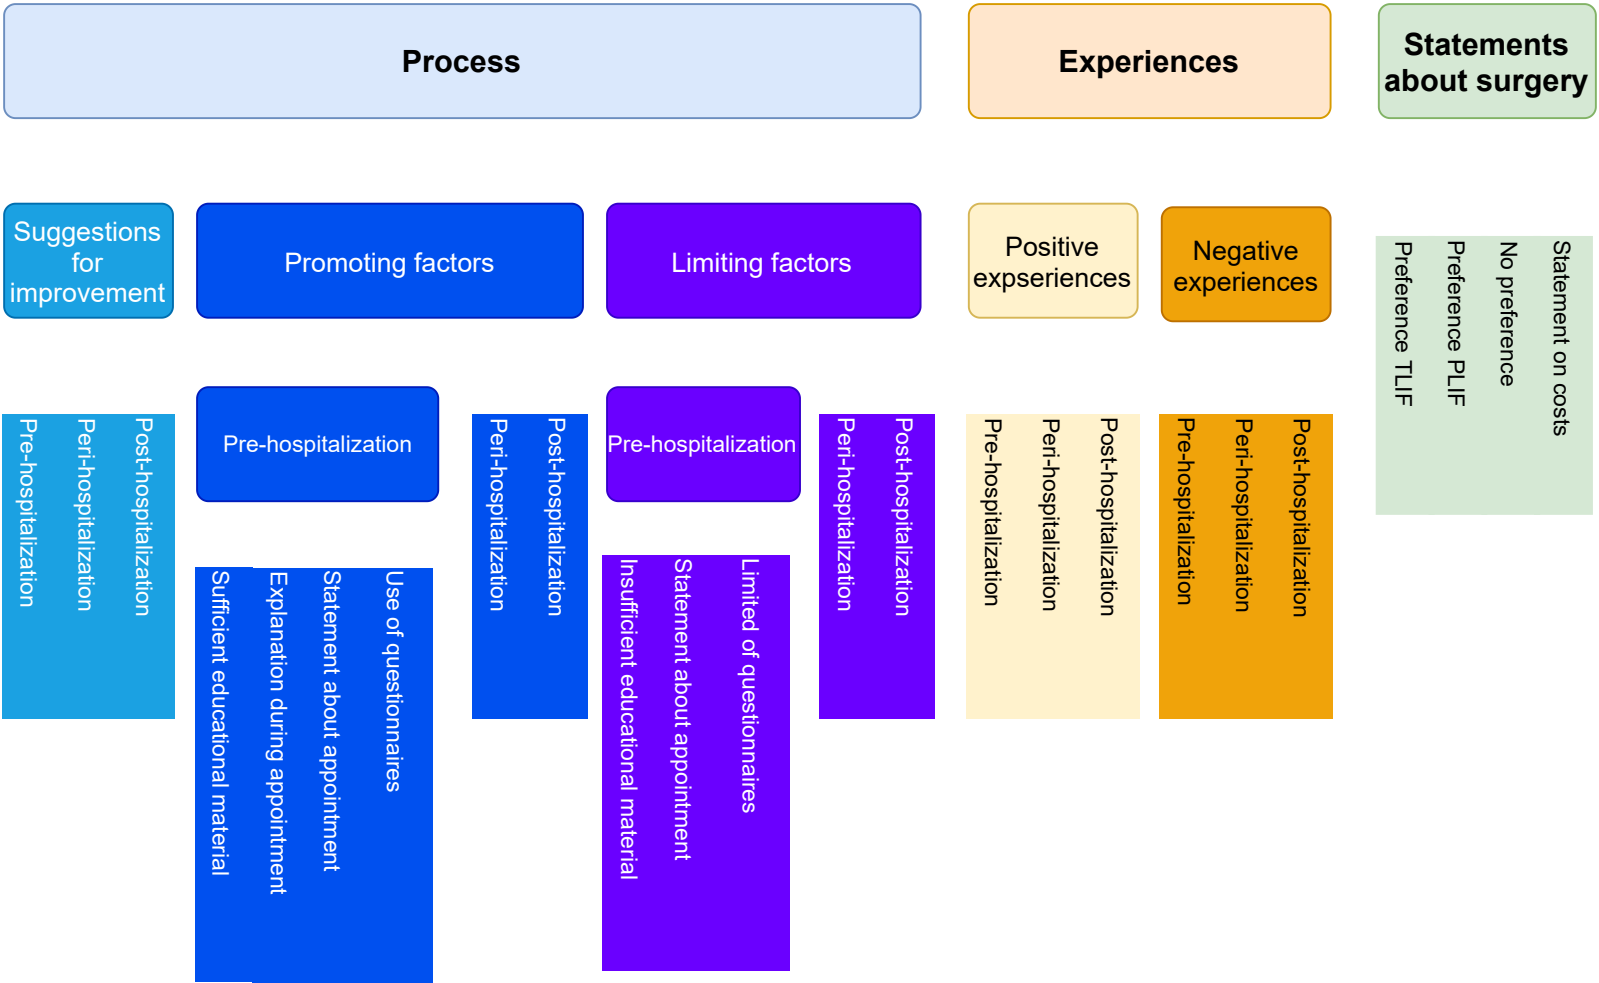 Process
Experiences
Statements
about surgery
Suggestions
for
improvement
Promoting factors
Limiting factors
Positive
expseriences
Negative
experiences
Preference TLIF
Preference PLIF
No preference
Statement on costs
Pre-hospitalization
Peri-hospitalization
Post-hospitalization
Pre-hospitalization
Peri-hospitalization
Post-hospitalization
Pre-hospitalization
Peri-hospitalization
Post-hospitalization
Pre-hospitalization
Peri-hospitalization
Post-hospitalization
Pre-hospitalization
Peri-hospitalization
Post-hospitalization
Sufficient educational material
Explanation during appointment
Statement about appointment
Use of questionnaires
Insufficient educational material
Statement about appointment
Limited of questionnaires